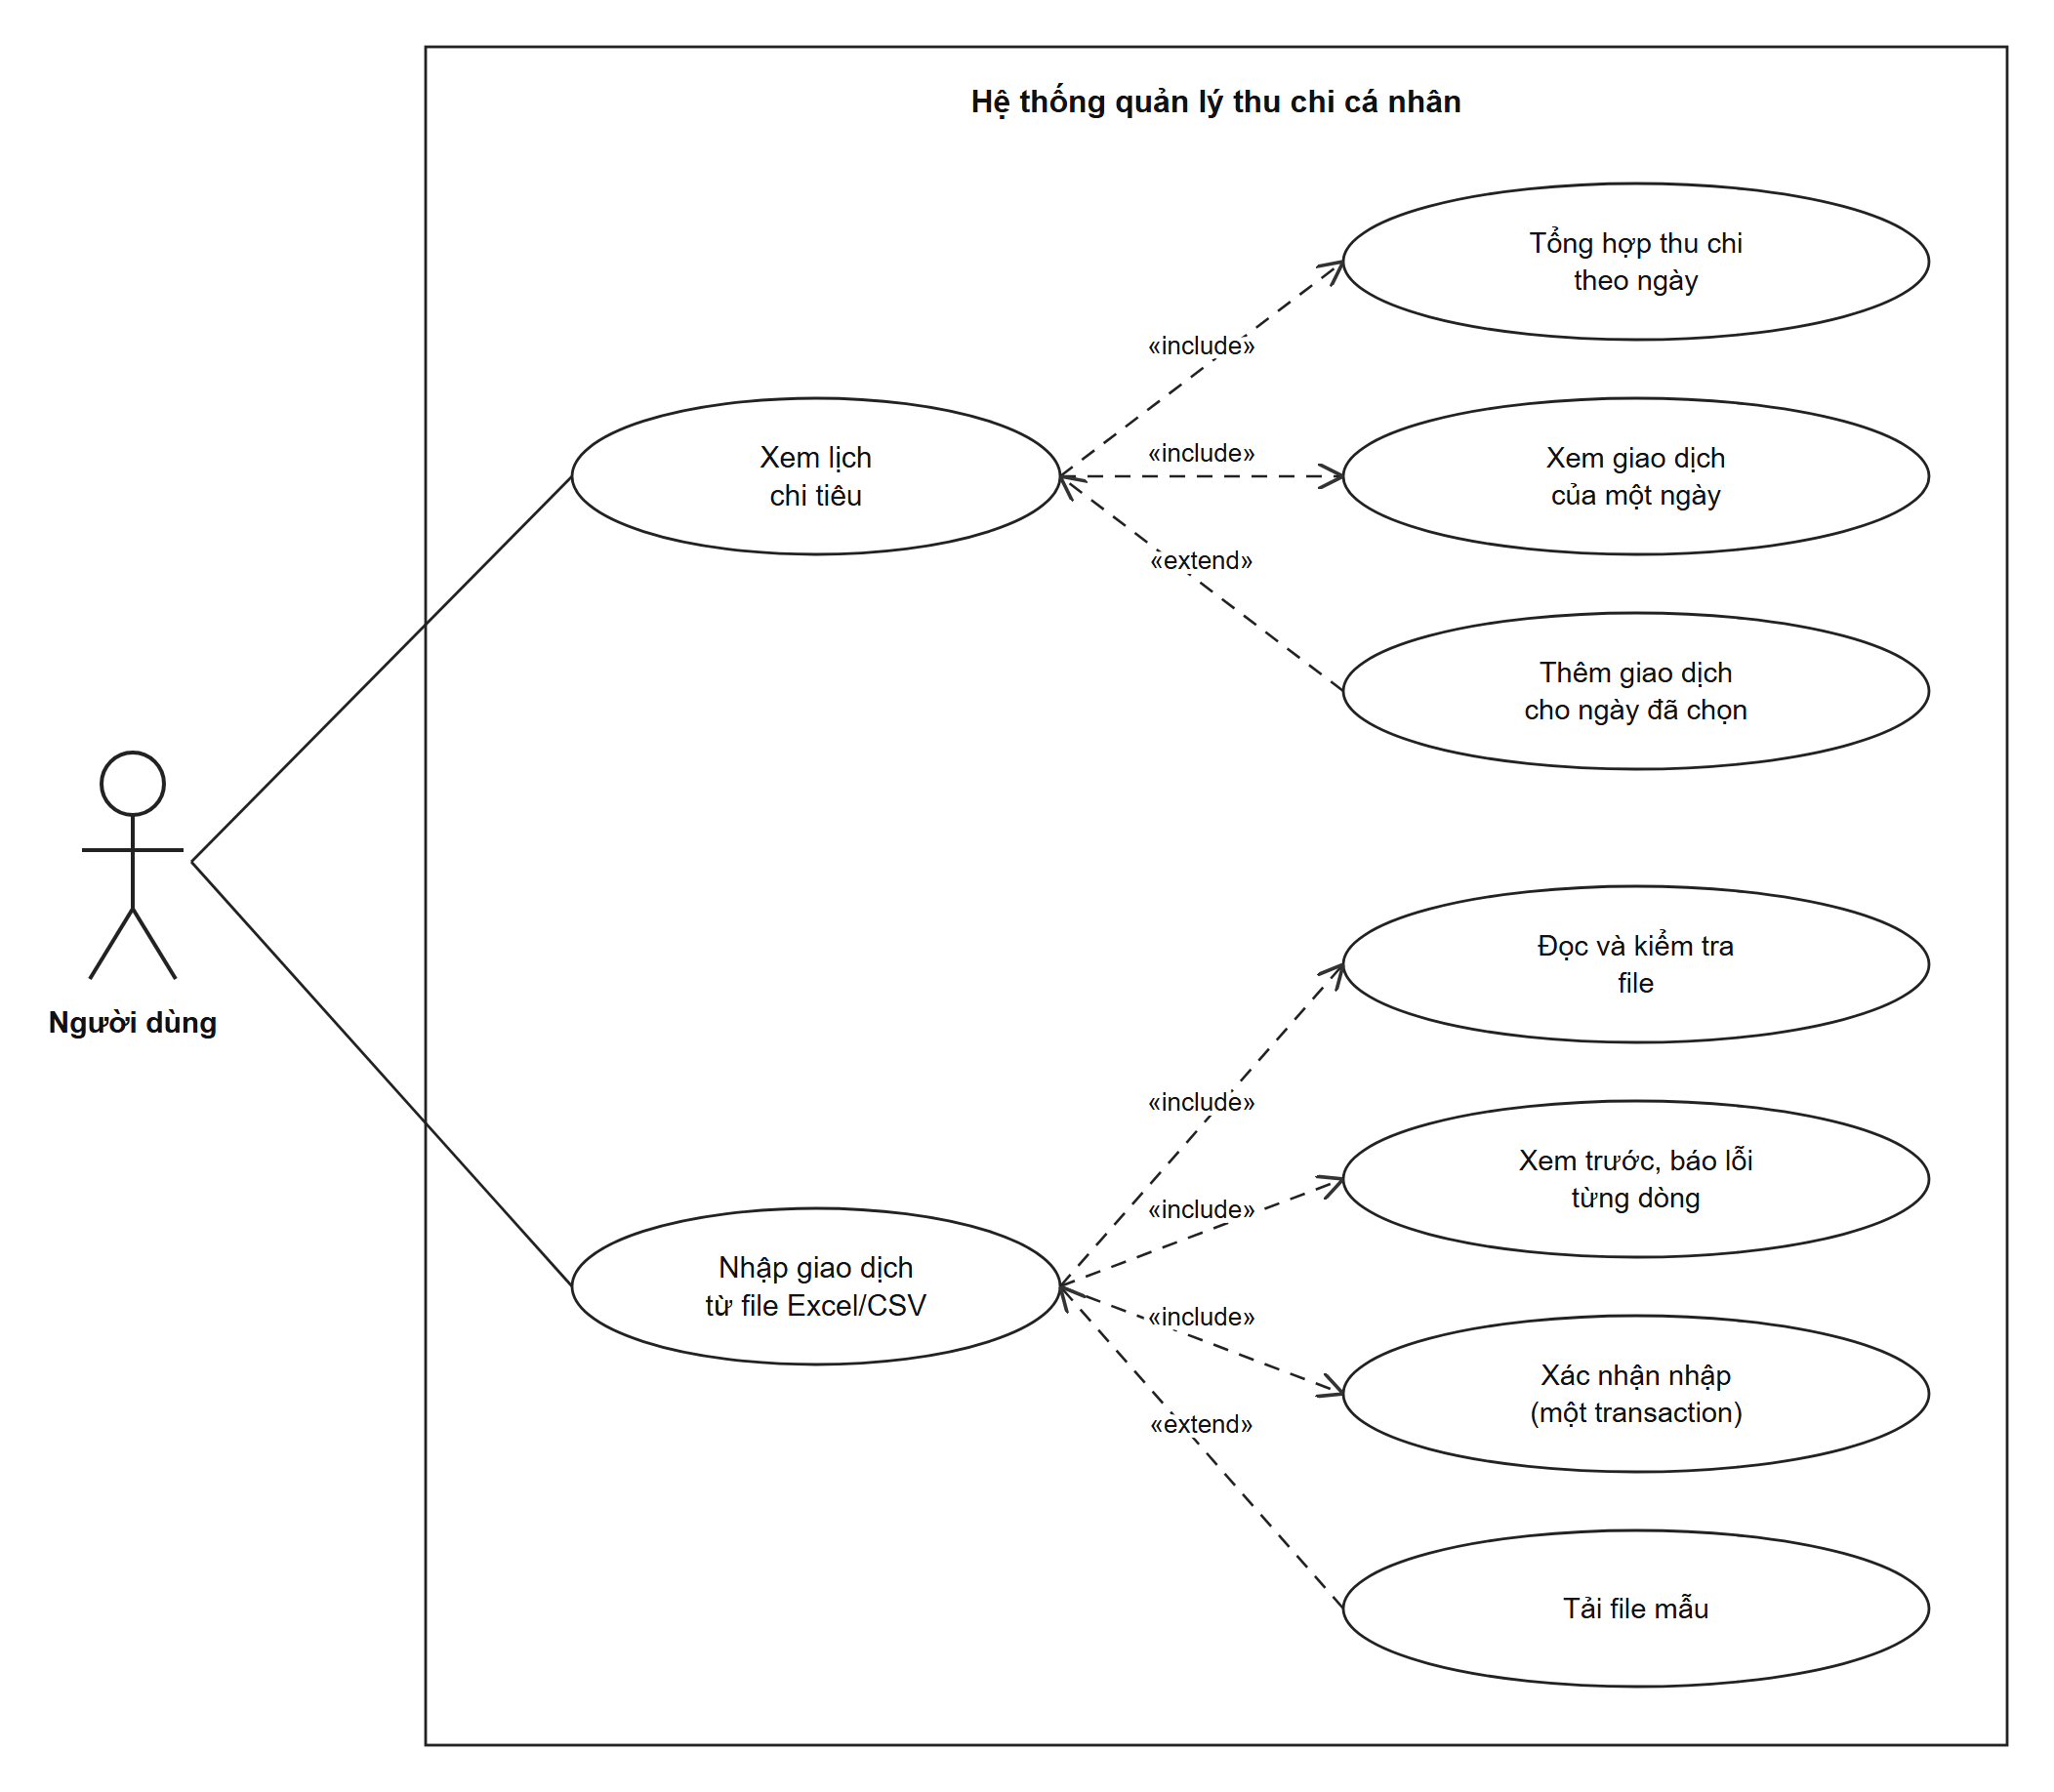 Hệ thống quản lý thu chi cá nhân
Tổng hợp thu chi
theo ngày
«include»
Xem lịch
chi tiêu
«include»
Xem giao dịch
của một ngày
«extend»
Thêm giao dịch
cho ngày đã chọn
Người dùng
Đọc và kiểm tra
file
«include»
Xem trước, báo lỗi
từng dòng
«include»
Nhập giao dịch
từ file Excel/CSV
«include»
Xác nhận nhập
(một transaction)
«extend»
Tải file mẫu